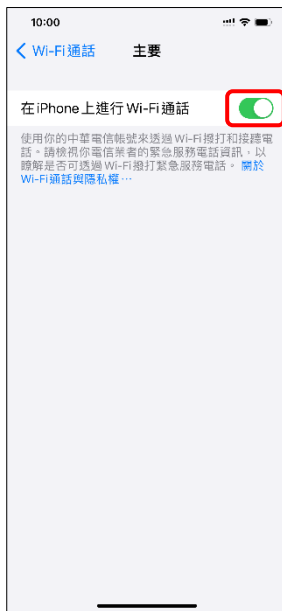 10:00
Wi-Fi通話 主要
在iPhone上進行Wi-Fi通話
使用你的中華電信帳號來透過Wi-Fi撥打和接聽電
話。請檢視你電信業者的緊急服務電話資訊，以
瞭解是否可透過Wi-Fi撥打緊急服務電話。關於
Wi-Fi通話與隱私權⋯